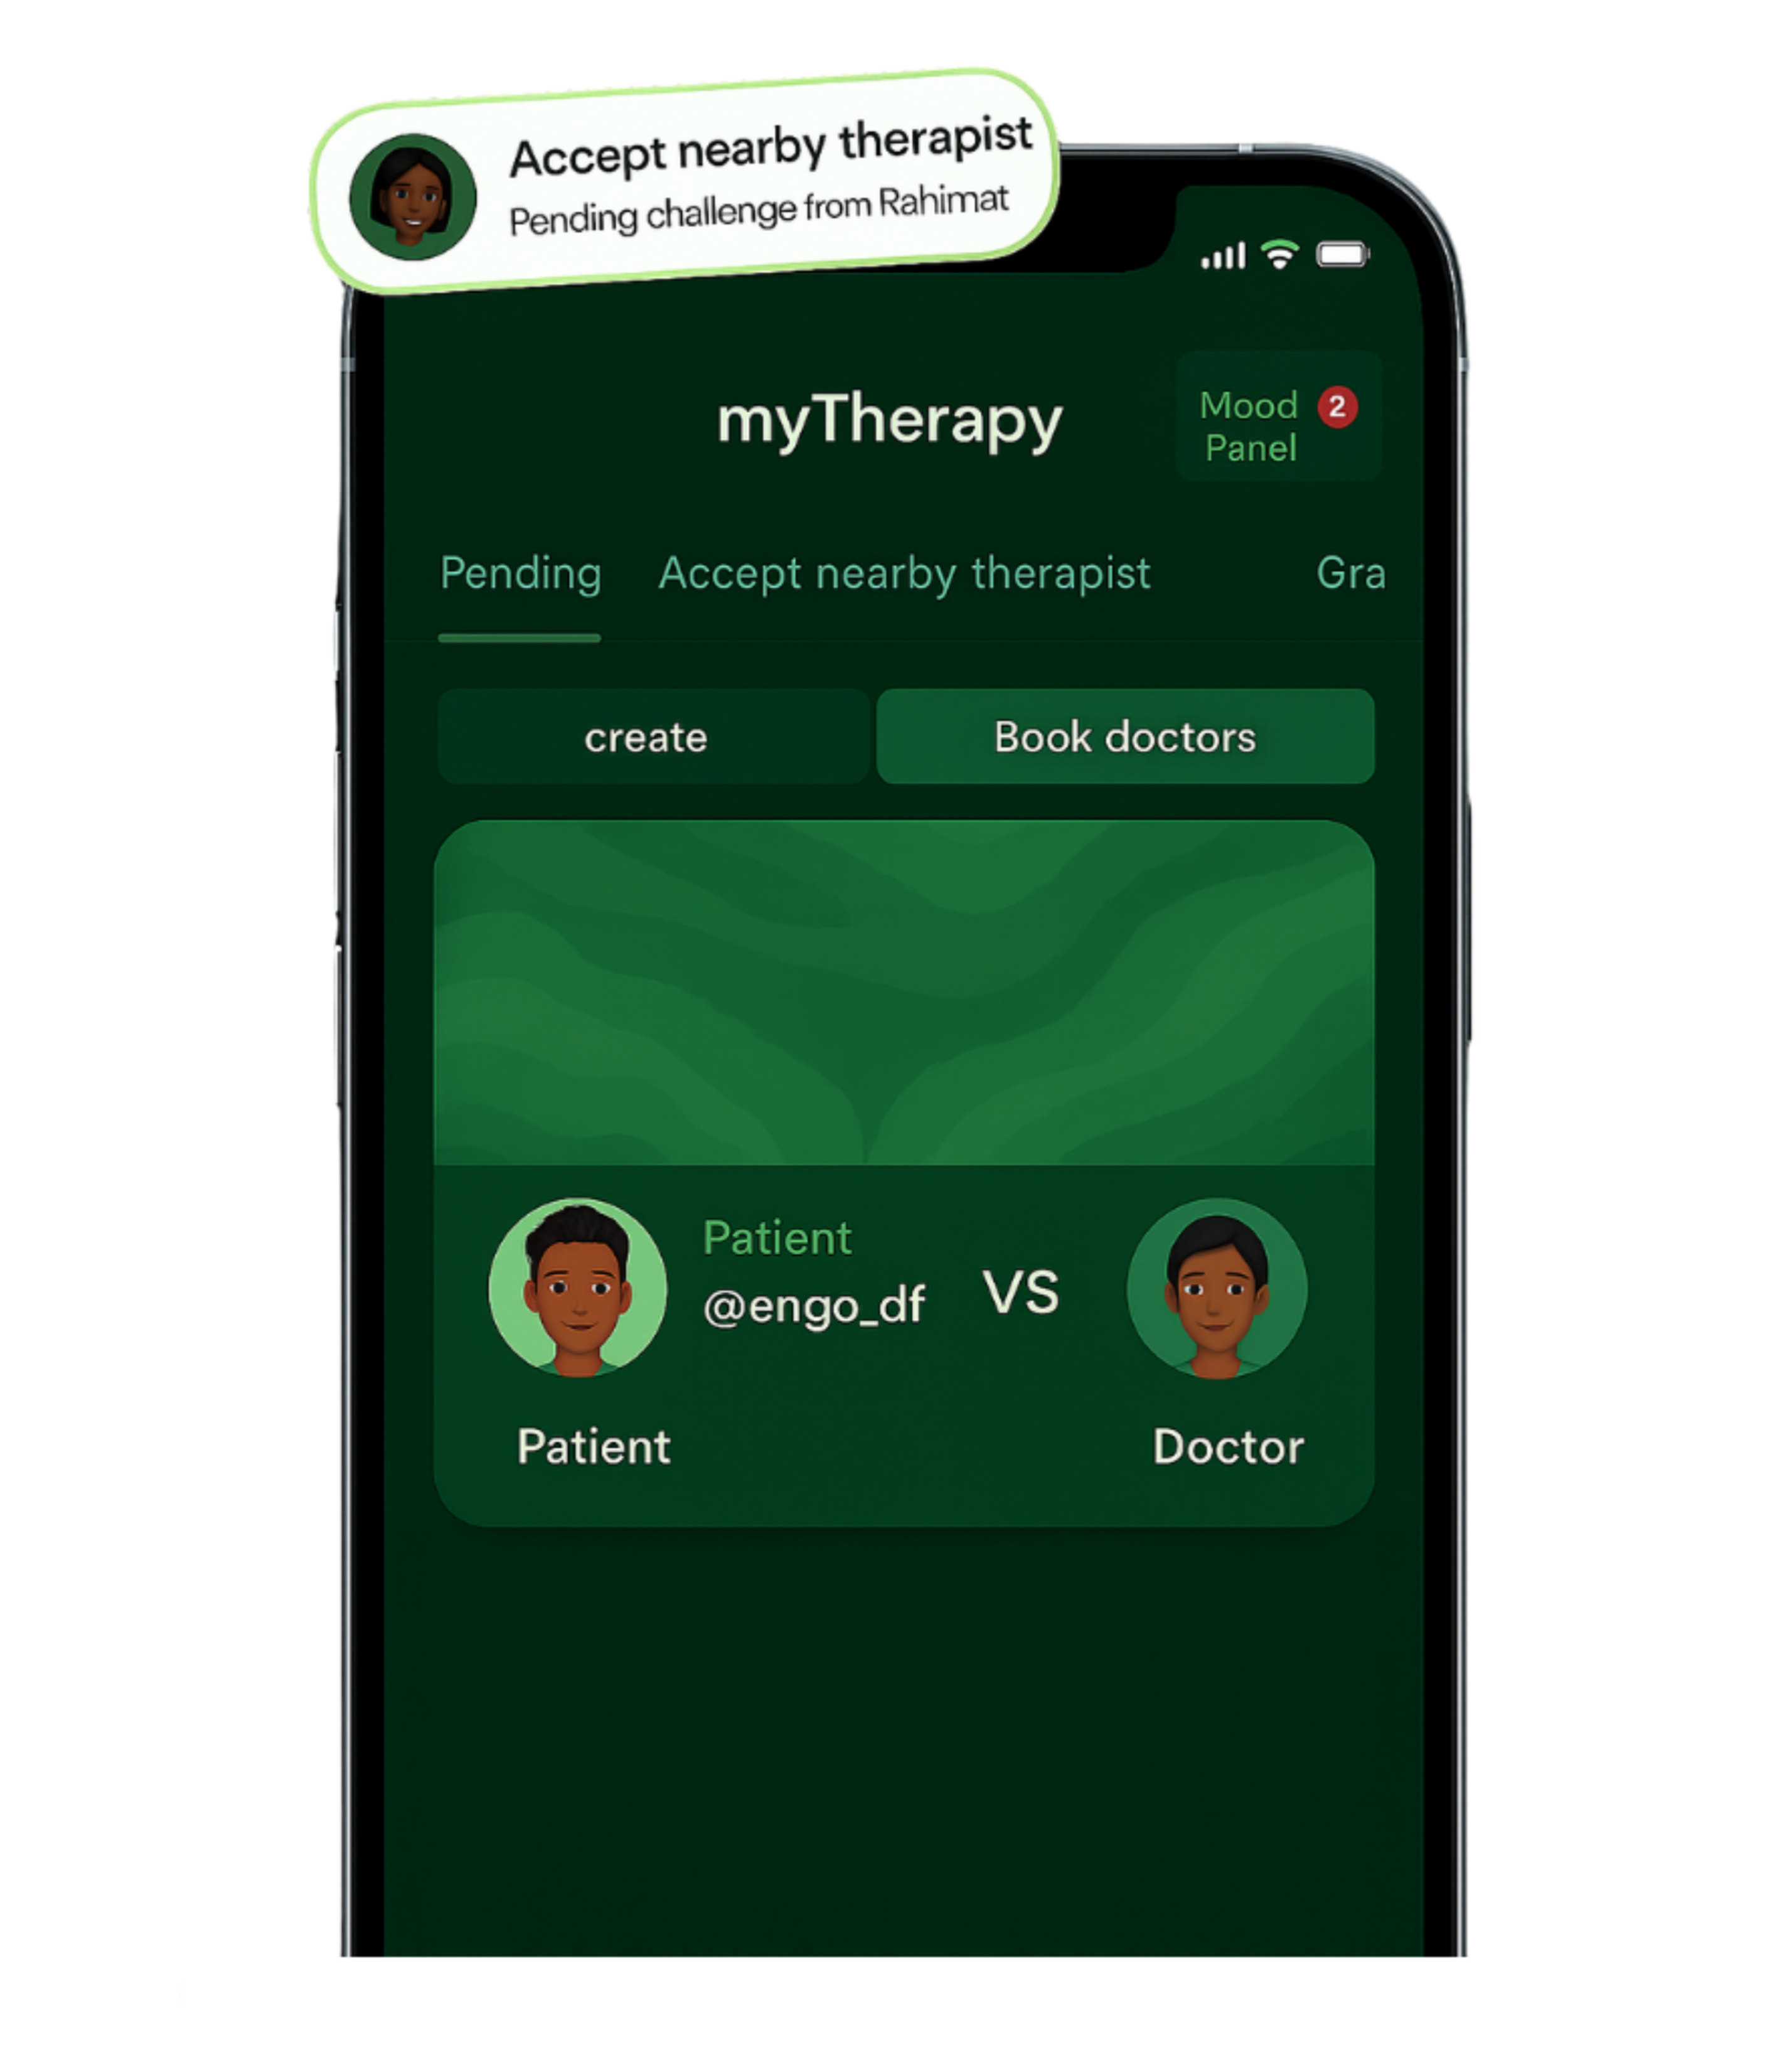 Accept nearby therapist
Pending challenge from Rahimat
myTherapy
Mood 2
Panel
Pending Accept nearby therapist Gra
create Book doctors
Patient
@engo_df VS
Patient Doctor